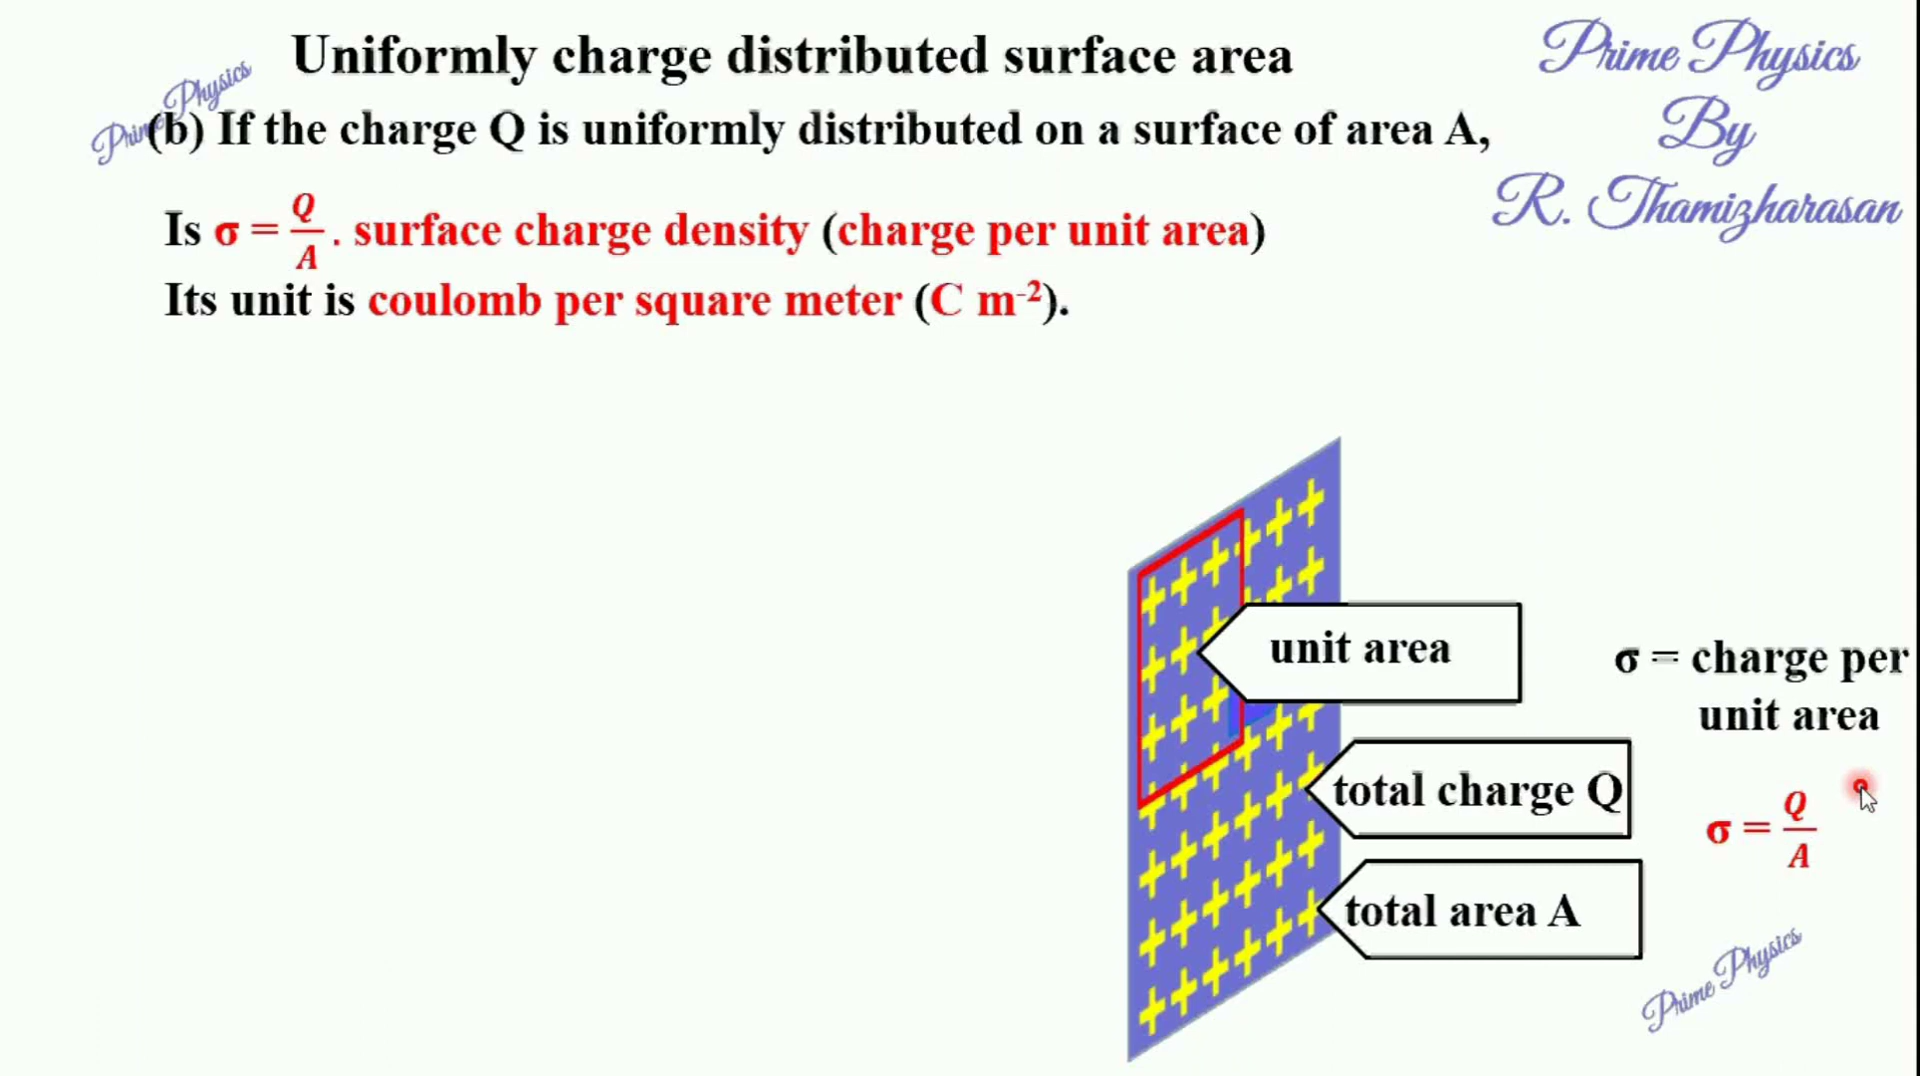 Uniformly charge distributed surface area
Prime Physics
By
R. Thamizharasan
Prime Physics
(b) If the charge Q is uniformly distributed on a surface of area A,
Is σ = Q/A . surface charge density (charge per unit area)
Its unit is coulomb per square meter (C m⁻²).
unit area
total charge Q
total area A
σ = charge per
unit area
σ = Q/A
Prime Physics